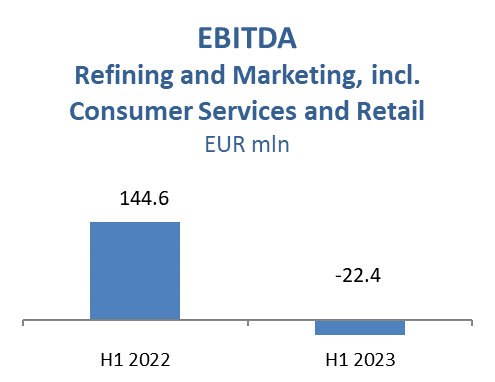 EBITDA
Refining and Marketing, incl.
Consumer Services and Retail
EUR mln
144.6
-22.4
H1 2022
H1 2023